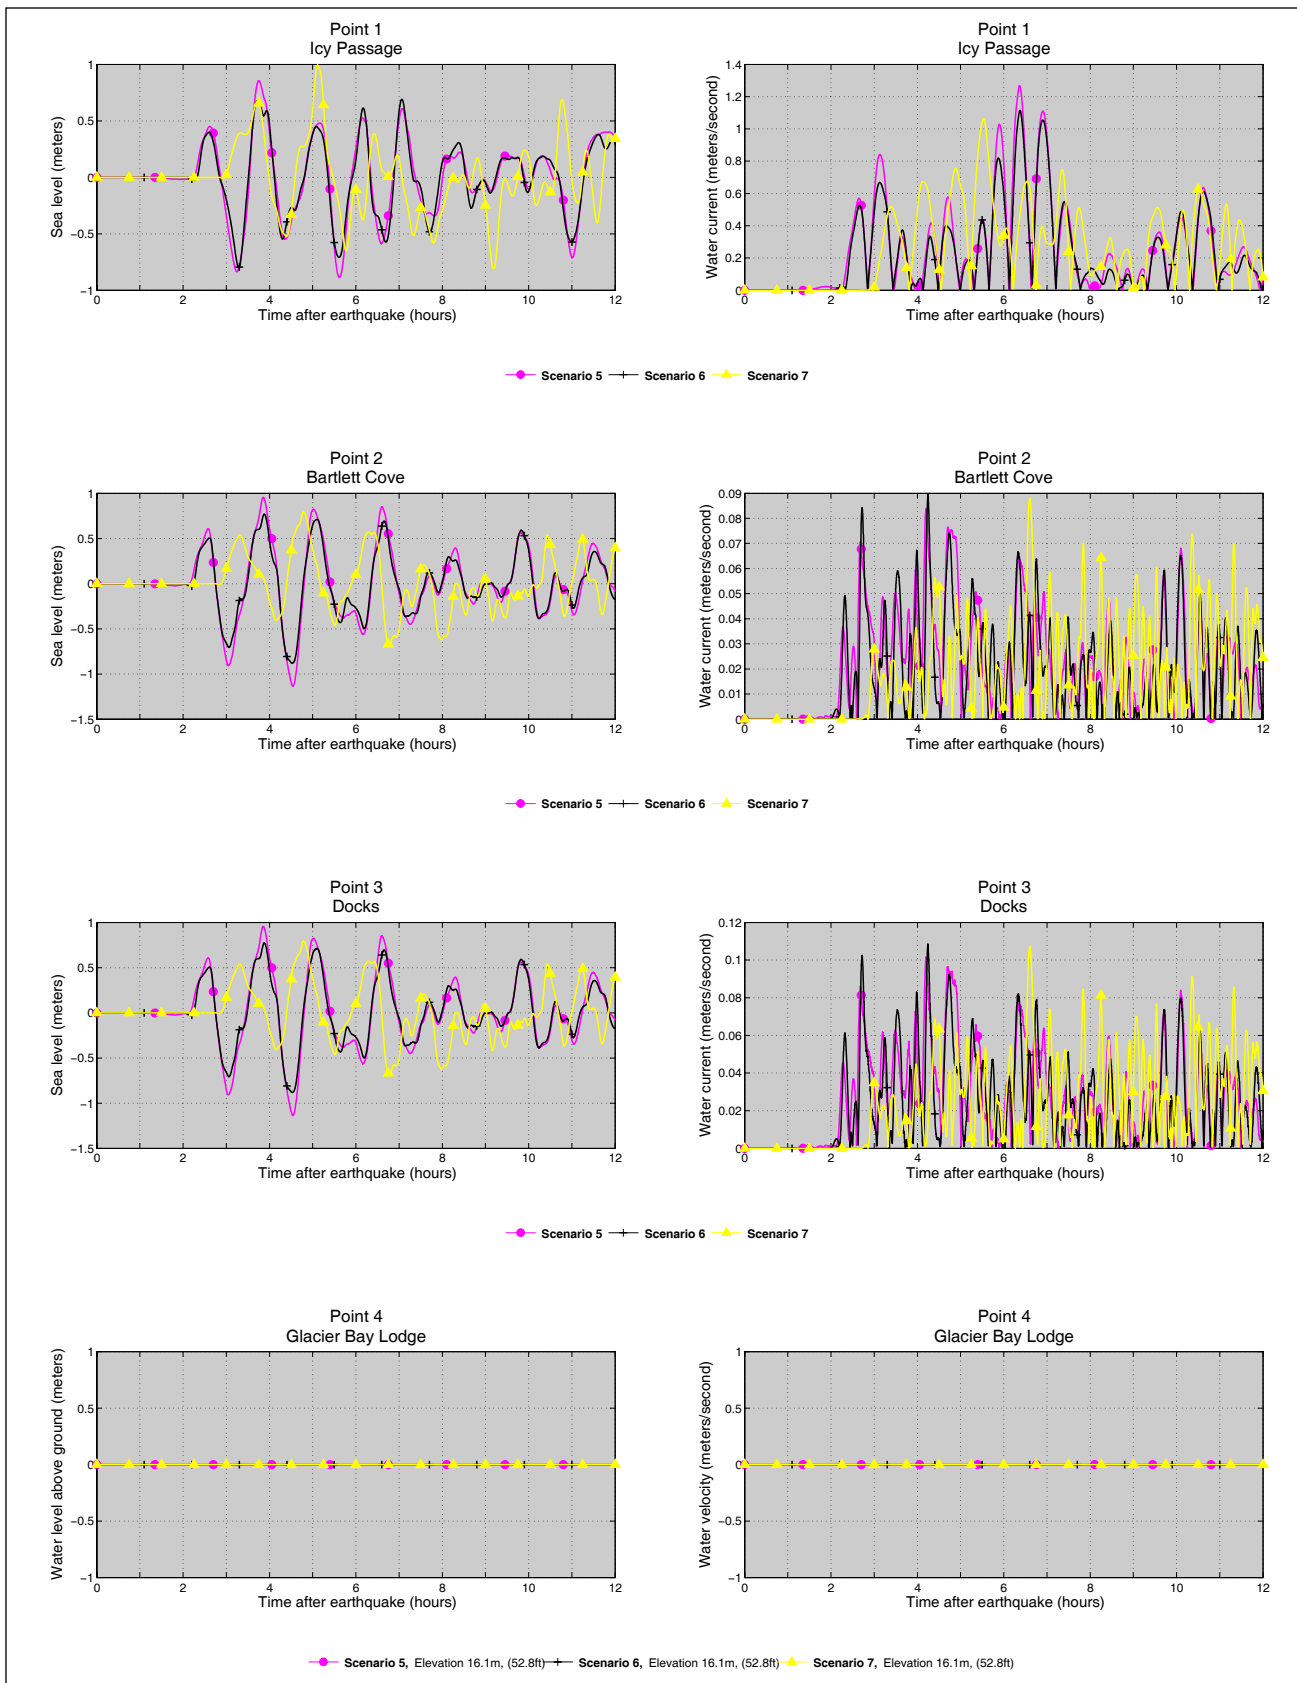 Point 1
Icy Passage
Sea level (meters)
1
0.5
0
−0.5
−1
0 2 4 6 8 10 12
Time after earthquake (hours)
Point 1
Icy Passage
Water current (meters/second)
1.4
1.2
1
0.8
0.6
0.4
0.2
0
0 2 4 6 8 10 12
Time after earthquake (hours)
Scenario 5 Scenario 6 Scenario 7
Point 2
Bartlett Cove
Sea level (meters)
1
0.5
0
−0.5
−1
−1.5
0 2 4 6 8 10 12
Time after earthquake (hours)
Point 2
Bartlett Cove
Water current (meters/second)
0.09
0.08
0.07
0.06
0.05
0.04
0.03
0.02
0.01
0
0 2 4 6 8 10 12
Time after earthquake (hours)
Scenario 5 Scenario 6 Scenario 7
Point 3
Docks
Sea level (meters)
1
0.5
0
−0.5
−1
−1.5
0 2 4 6 8 10 12
Time after earthquake (hours)
Point 3
Docks
Water current (meters/second)
0.12
0.1
0.08
0.06
0.04
0.02
0
0 2 4 6 8 10 12
Time after earthquake (hours)
Scenario 5 Scenario 6 Scenario 7
Point 4
Glacier Bay Lodge
Water level above ground (meters)
1
0.5
0
−0.5
−1
0 2 4 6 8 10 12
Time after earthquake (hours)
Point 4
Glacier Bay Lodge
Water velocity (meters/second)
1
0.5
0
−0.5
−1
0 2 4 6 8 10 12
Time after earthquake (hours)
Scenario 5, Elevation 16.1m, (52.8ft) Scenario 6, Elevation 16.1m, (52.8ft) Scenario 7, Elevation 16.1m, (52.8ft)